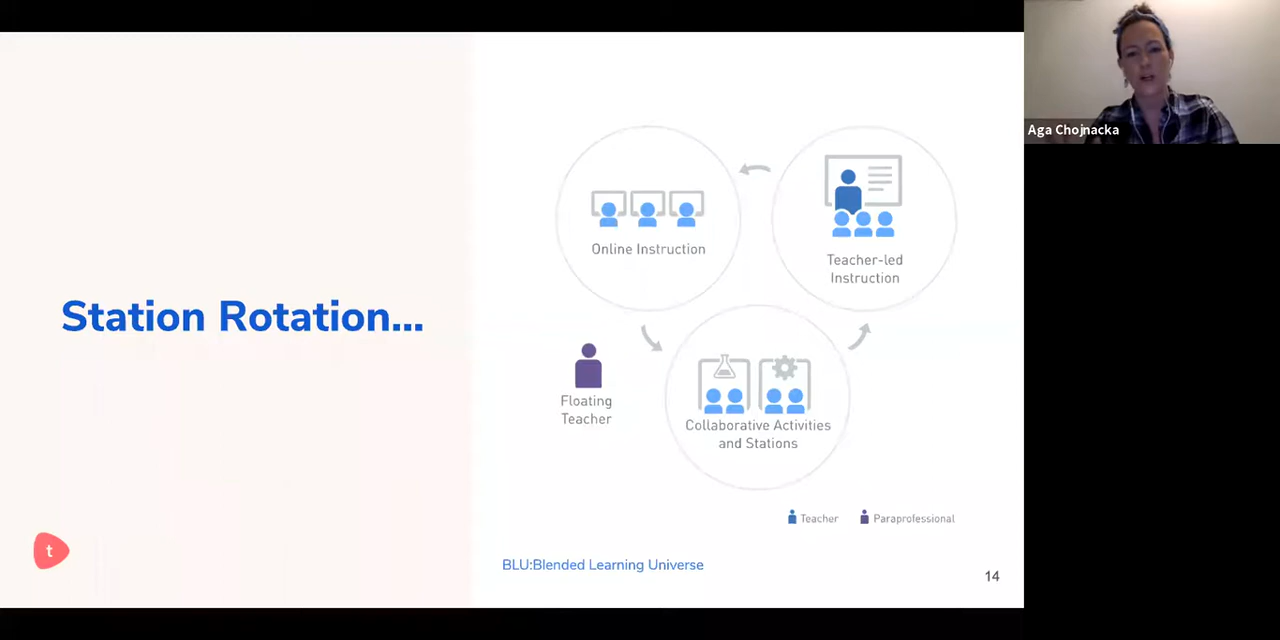 Aga Chojnacka
Station Rotation...
Online Instruction
Teacher-led
Instruction
Floating
Teacher
Collaborative Activities
and Stations
Teacher
Paraprofessional
t
BLU:Blended Learning Universe
14